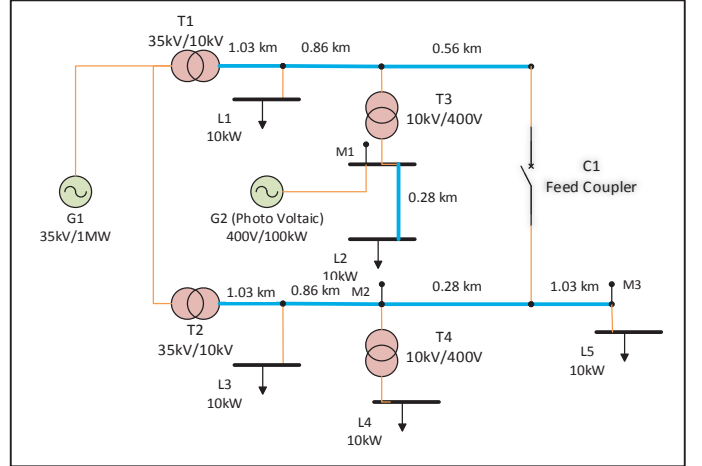 T1
35kV/10kV
1.03 km
0.86 km
0.56 km
T3
10kV/400V
L1
10kW
M1
C1
Feed Coupler
G1
35kV/1MW
G2 (Photo Voltaic)
400V/100kW
0.28 km
L2
10kW
1.03 km
0.86 km
M2
0.28 km
1.03 km
M3
T2
35kV/10kV
T4
10kV/400V
L3
10kW
L5
10kW
L4
10kW